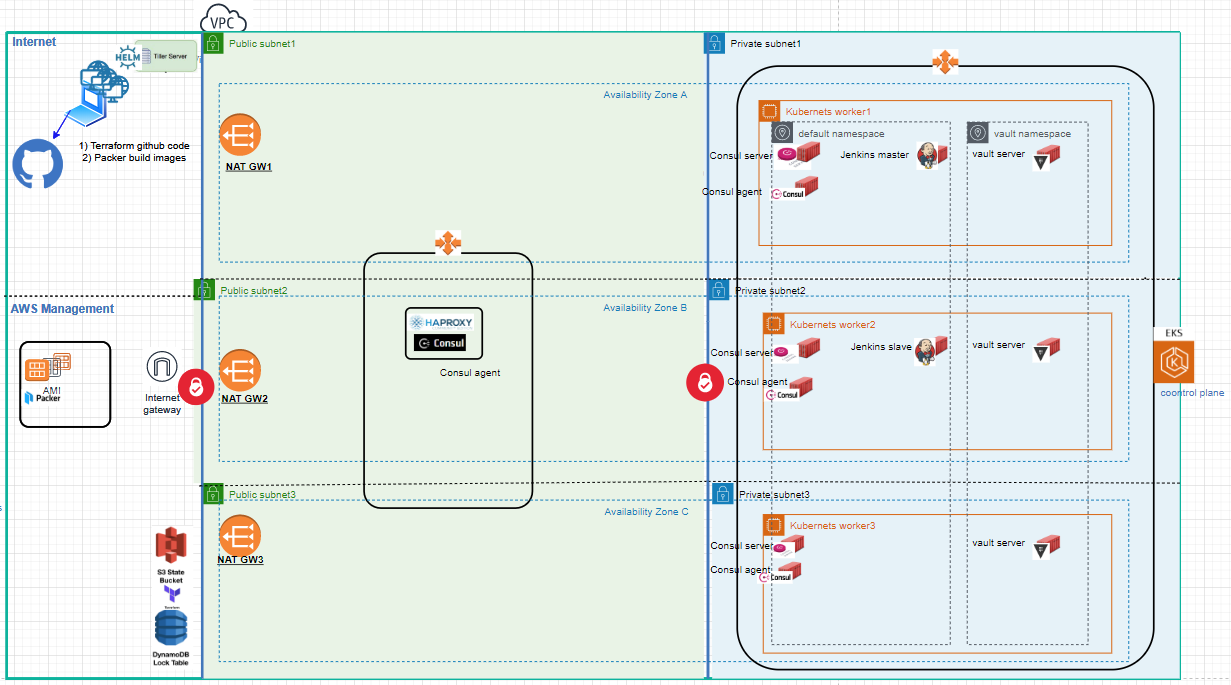 VPC
Internet
HELM
Tiller Server
1) Terraform github code
2) Packer build images
Public subnet1
Availability Zone A
NAT GW1
Private subnet1
Kubernets worker1
default namespace
vault namespace
Consul server
Jenkins master
vault server
Consul agent
Consul
AWS Management
AMI
Packer
Internet
gateway
Public subnet2
Availability Zone B
NAT GW2
HAPROXY
Consul
Consul agent
Private subnet2
Kubernets worker2
Consul server
Jenkins slave
vault server
Consul agent
Consul
EKS
coontrol plane
Public subnet3
Availability Zone C
NAT GW3
Private subnet3
Kubernets worker3
Consul server
vault server
Consul agent
Consul
S3 State
Bucket
Terraform
DynamoDB
Lock Table